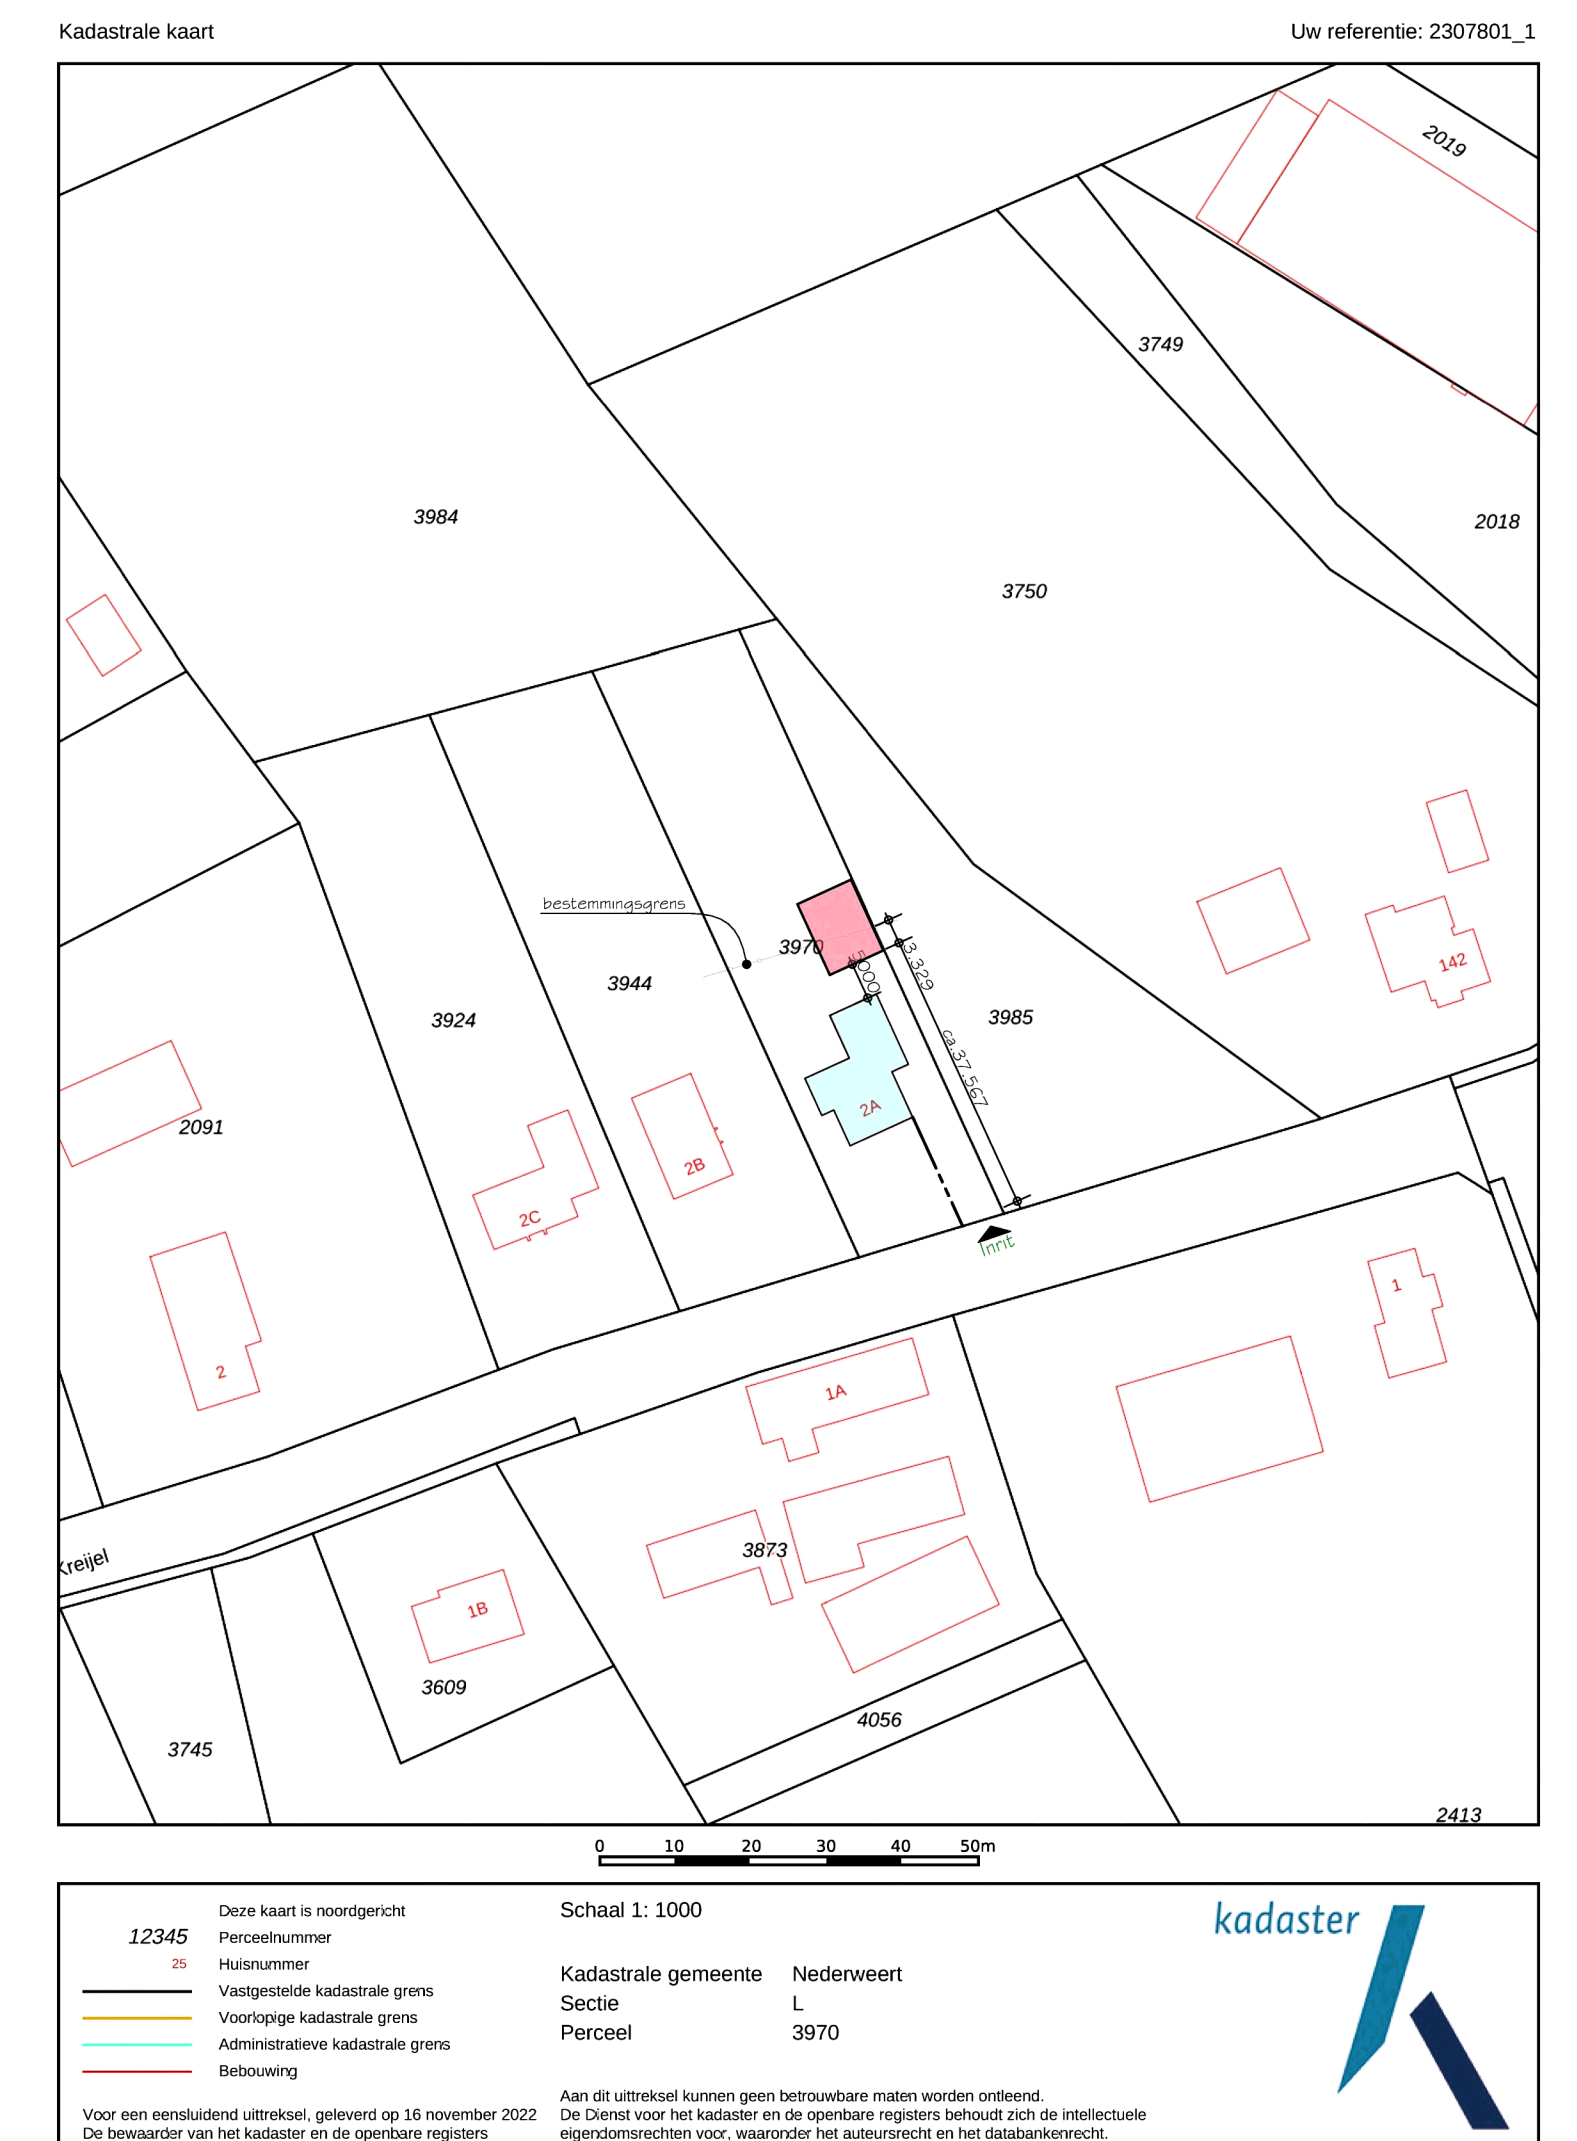 Kadastrale kaart
Uw referentie: 2307801_1
2019
3749
2018
3984
3750
bestemmingsgrens
3970
3.329
5000
3944
142
3985
3924
ca.37.567
2A
2091
2B
2C
Inrit
1
2
1A
3873
Kreijel
1B
3609
4056
3745
2413
0 10 20 30 40 50m
Deze kaart is noordgericht
12345 Perceelnummer
25 Huisnummer
Vastgestelde kadastrale grens
Voorlopige kadastrale grens
Administratieve kadastrale grens
Bebouwing
Voor een eensluidend uittreksel, geleverd op 16 november 2022
De bewaarder van het kadaster en de openbare registers
Schaal 1: 1000
Kadastrale gemeente Nederweert
Sectie L
Perceel 3970
Aan dit uittreksel kunnen geen betrouwbare maten worden ontleend.
De Dienst voor het kadaster en de openbare registers behoudt zich de intellectuele
eigendomsrechten voor, waaronder het auteursrecht en het databankenrecht.
kadaster